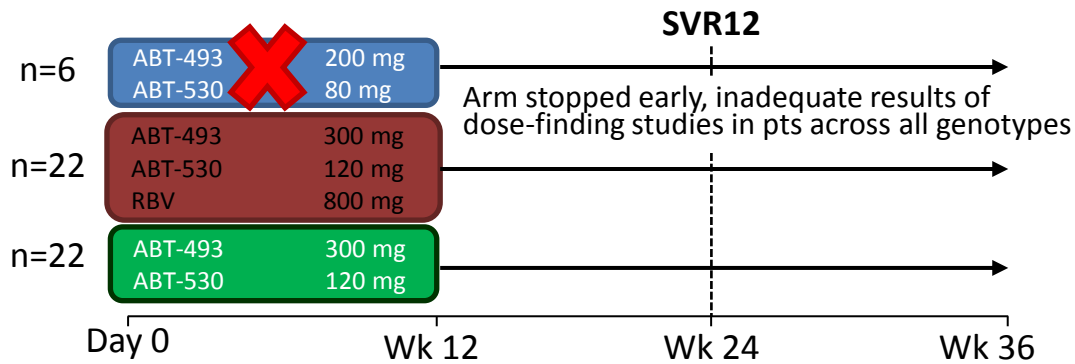 SVR12
n=6
ABT-493 200 mg
ABT-530 80 mg
Arm stopped early, inadequate results of
dose-finding studies in pts across all genotypes
n=22
ABT-493 300 mg
ABT-530 120 mg
RBV 800 mg
n=22
ABT-493 300 mg
ABT-530 120 mg
Day 0 Wk 12 Wk 24 Wk 36